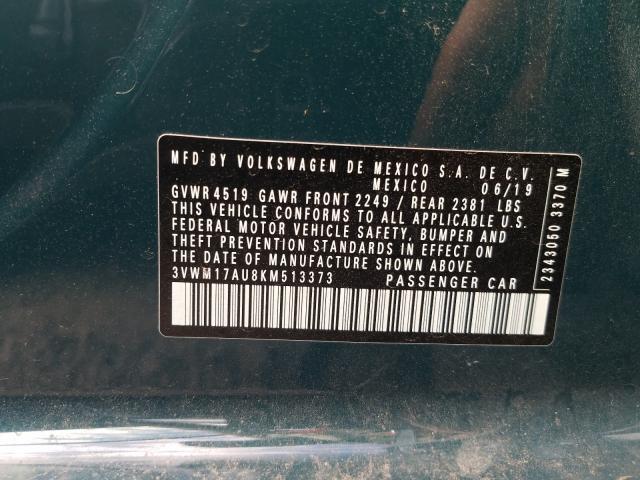 MFD BY VOLKSWAGEN DE MEXICO S.A. DE C.V.
MEXICO 06/19
GVWR 4519 GAWR FRONT 2249 / REAR 2381 LBS
THIS VEHICLE CONFORMS TO ALL APPLICABLE U.S.
FEDERAL MOTOR VEHICLE SAFETY, BUMPER AND
THEFT PREVENTION STANDARDS IN EFFECT ON
THE DATE OF MANUFACTURE SHOWN ABOVE.
3VWM17AU8KM513373 PASSENGER CAR
2343050 3370 M